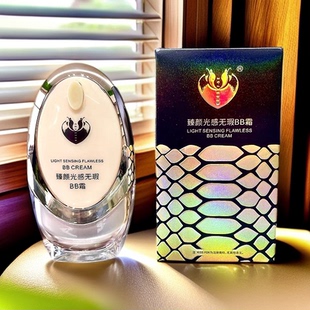 LIGHT SENSING FLAWLESS
BB CREAM
臻颜光感无瑕
BB霜
®
臻颜光感无瑕BB霜
LIGHT SENSING FLAWLESS
BB CREAM